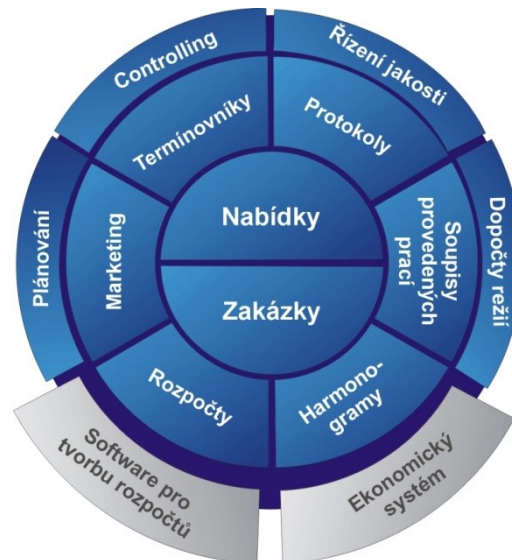 Controlling
Řízení jakosti
Termínovníky
Protokoly
Nabídky
Plánování
Marketing
Soupisy
provedených
prací
Dopočty režií
Zakázky
Rozpočty
Harmono-
gramy
Software pro
tvorbu rozpočtů
Ekonomický
systém